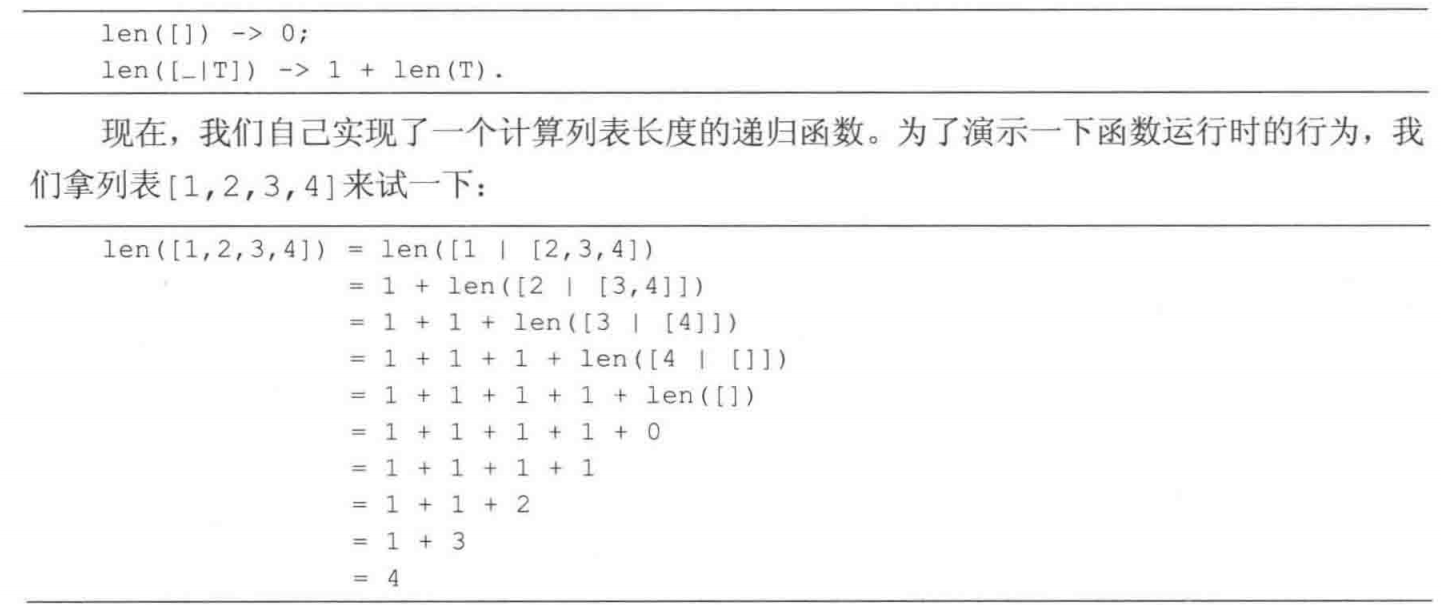 len([]) -> 0;
len([_|T]) -> 1 + len(T).
现在，我们自己实现了一个计算列表长度的递归函数。为了演示一下函数运行时的行为，我
们拿列表[1,2,3,4]来试一下：
len([1,2,3,4]) = len([1 | [2,3,4])
= 1 + len([2 | [3,4]])
= 1 + 1 + len([3 | [4]])
= 1 + 1 + 1 + len([4 | []])
= 1 + 1 + 1 + 1 + len([])
= 1 + 1 + 1 + 1 + 0
= 1 + 1 + 1 + 1
= 1 + 1 + 2
= 1 + 3
= 4